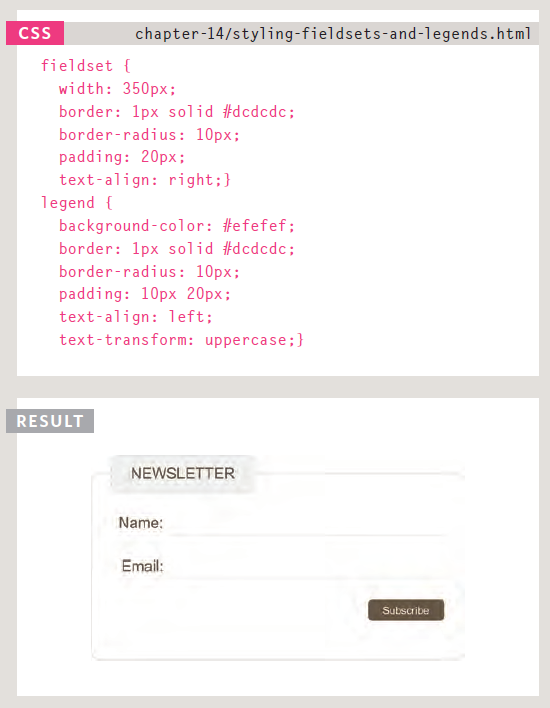 CSS chapter-14/styling-fieldsets-and-legends.html
fieldset {
width: 350px;
border: 1px solid #dcdcdc;
border-radius: 10px;
padding: 20px;
text-align: right;}
legend {
background-color: #efefef;
border: 1px solid #dcdcdc;
border-radius: 10px;
padding: 10px 20px;
text-align: left;
text-transform: uppercase;}
RESULT
NEWSLETTER
Name:
Email:
Subscribe